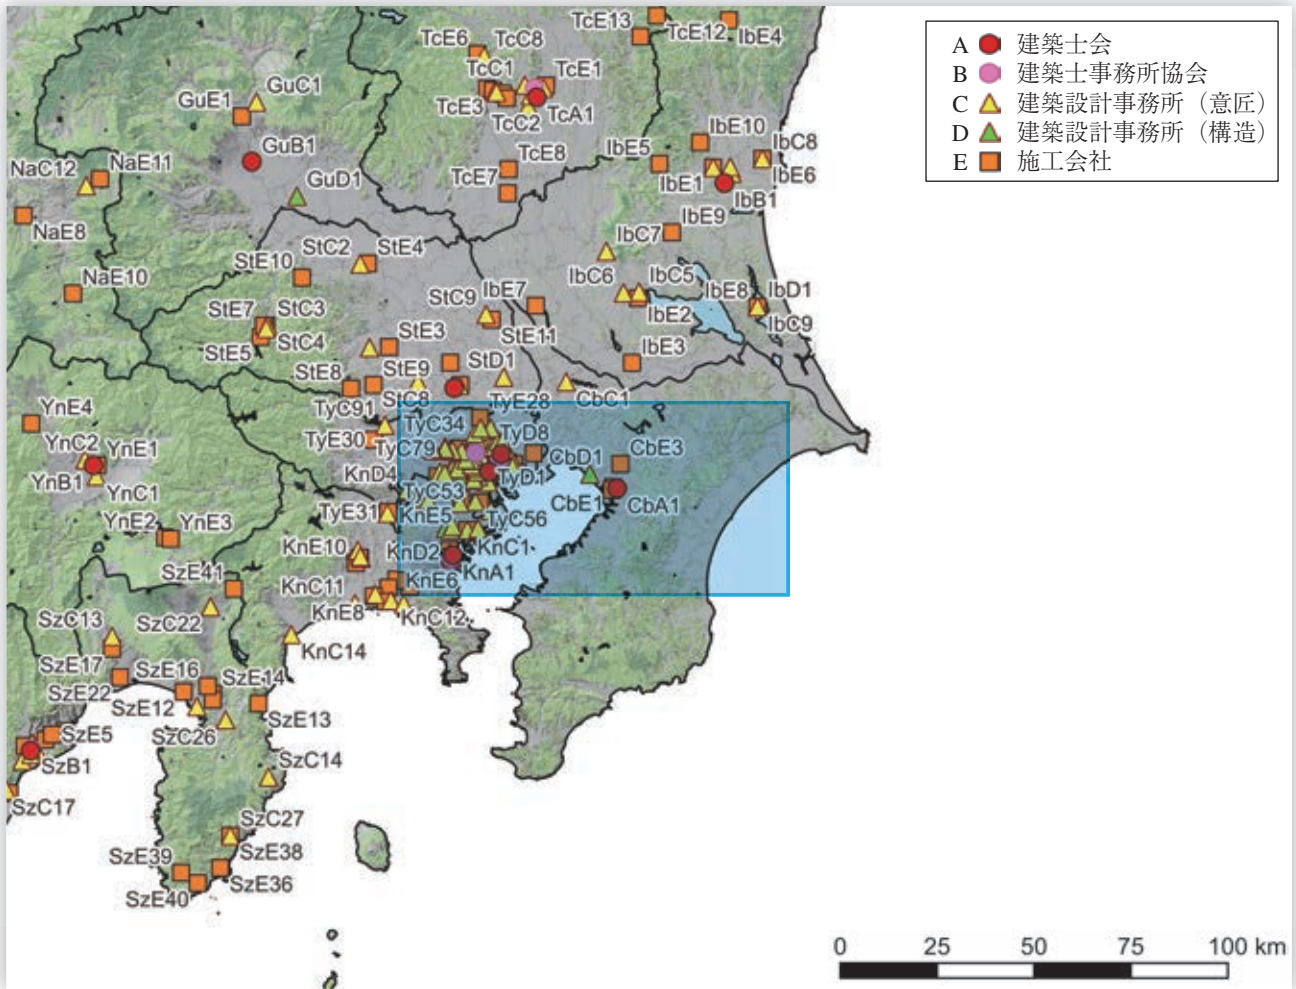 A 建築士会
B 建築士事務所協会
C 建築設計事務所（意匠）
D 建築設計事務所（構造）
E 施工会社
TcE13
TcE12
IbE4
TcE6
TcC8
TcC1
TcE1
TcE3
TcC2
TcA1
GuC1
GuE1
GuB1
GuD1
TcE8
TcE7
IbE5
IbE10
IbC8
IbE1
IbE6
IbB1
IbE9
IbC7
NaC12
NaE11
NaE8
NaE10
StC2
StE4
StE10
IbC6
IbC5
IbE8
IbD1
IbE2
IbC9
StC9
IbE7
StE11
IbE3
StE7
StC3
StC4
StE5
StE3
StE8
StE9
StD1
StC8
TyC91
TyE28
CbC1
TyC34
TyD8
TyE30
TyC79
CbD1
CbE3
KnD4
TyD1
TyC53
CbE1
CbA1
TyE31
KnE5
TyC56
YnE4
YnC2
YnE1
YnB1
YnC1
YnE2
YnE3
KnE10
KnD2
KnC1
KnA1
KnC11
KnE6
KnE8
KnC12
KnC14
SzE41
SzC13
SzC22
SzE17
SzE16
SzE14
SzE22
SzE12
SzE13
SzC26
SzE5
SzB1
SzC14
SzC17
SzC27
SzE38
SzE39
SzE36
SzE40
0 25 50 75 100 km